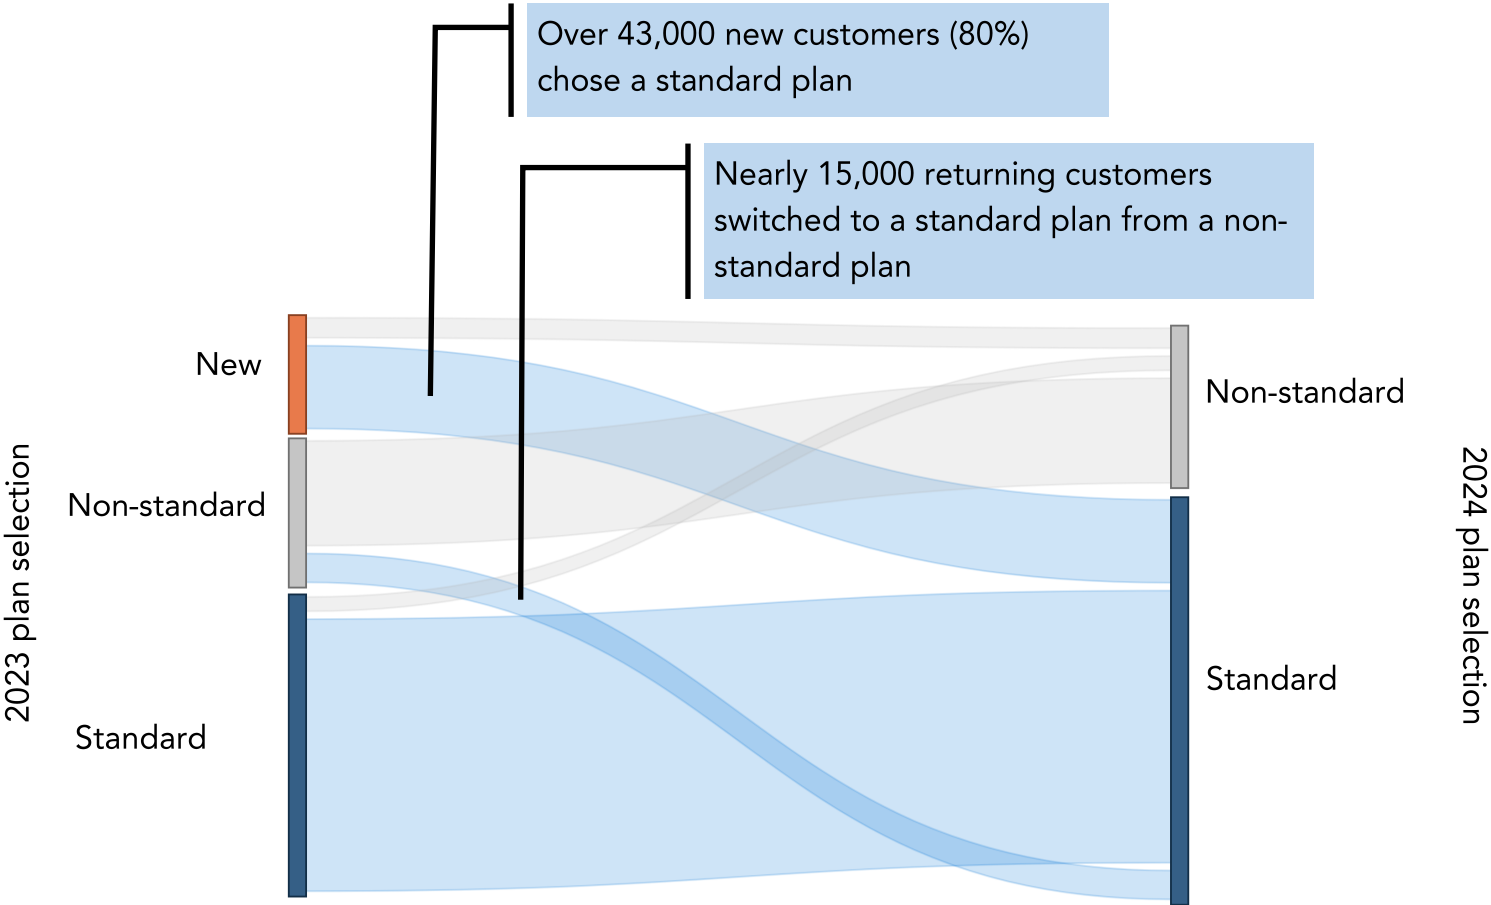 Over 43,000 new customers (80%)
chose a standard plan
Nearly 15,000 returning customers
switched to a standard plan from a non-
standard plan
2023 plan selection
New
Non-standard
Standard
Non-standard
Standard
2024 plan selection